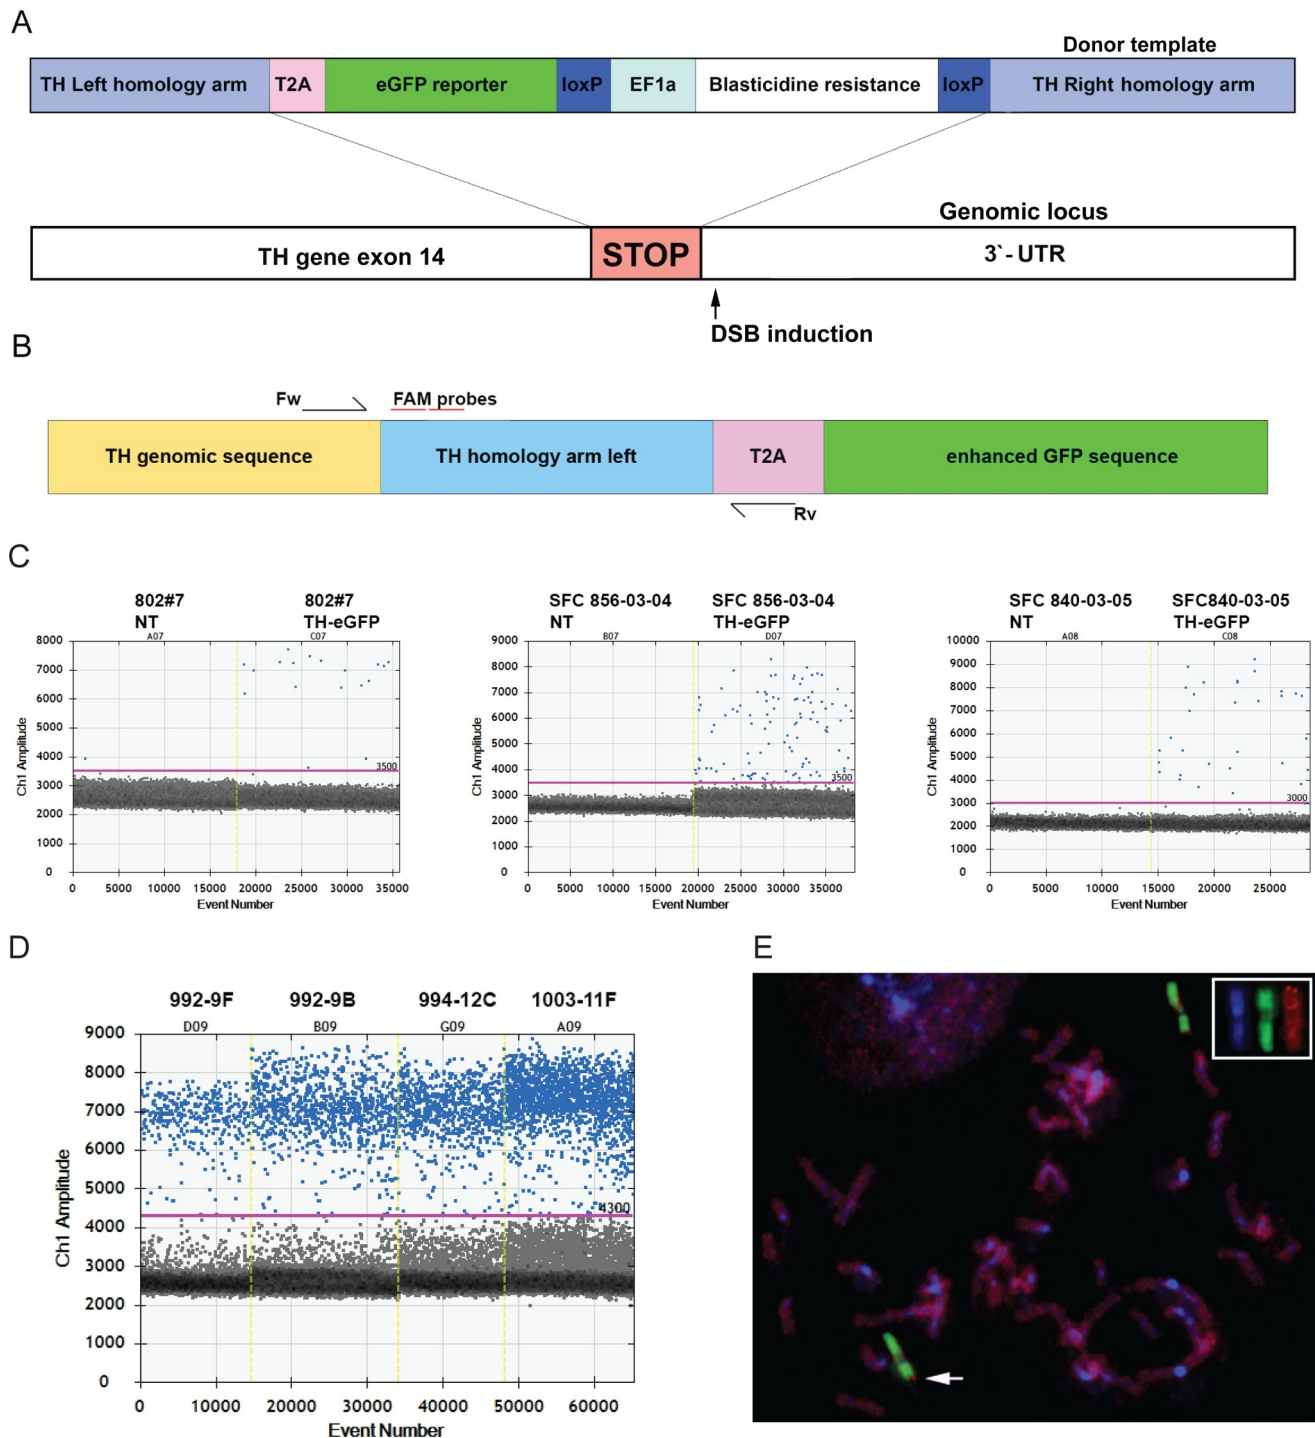 A
Donor template
TH Left homology arm T2A eGFP reporter loxP EF1a Blasticidine resistance loxP TH Right homology arm
Genomic locus
TH gene exon 14 STOP 3`- UTR
DSB induction
B
Fw FAM probes
TH genomic sequence TH homology arm left T2A enhanced GFP sequence
Rv
C
802#7 802#7
NT TH-eGFP
A07 C07
8000
7000
6000
5000
4000
3500
3000
2000
1000
0
Ch1 Amplitude
0 5000 10000 15000 20000 25000 30000 35000
Event Number
SFC 856-03-04 SFC 856-03-04
NT TH-eGFP
B07 D07
9000
8000
7000
6000
5000
4000
3500
3000
2000
1000
0
Ch1 Amplitude
0 5000 10000 15000 20000 25000 30000 35000
Event Number
SFC 840-03-05 SFC840-03-05
NT TH-eGFP
A08 C08
10000
9000
8000
7000
6000
5000
4000
3000 3000
2000
1000
0
Ch1 Amplitude
0 5000 10000 15000 20000 25000
Event Number
D
992-9F 992-9B 994-12C 1003-11F
D09 B09 G09 A09
9000
8000
7000
6000
5000
4300
4000
3000
2000
1000
0
Ch1 Amplitude
0 10000 20000 30000 40000 50000 60000
Event Number
E